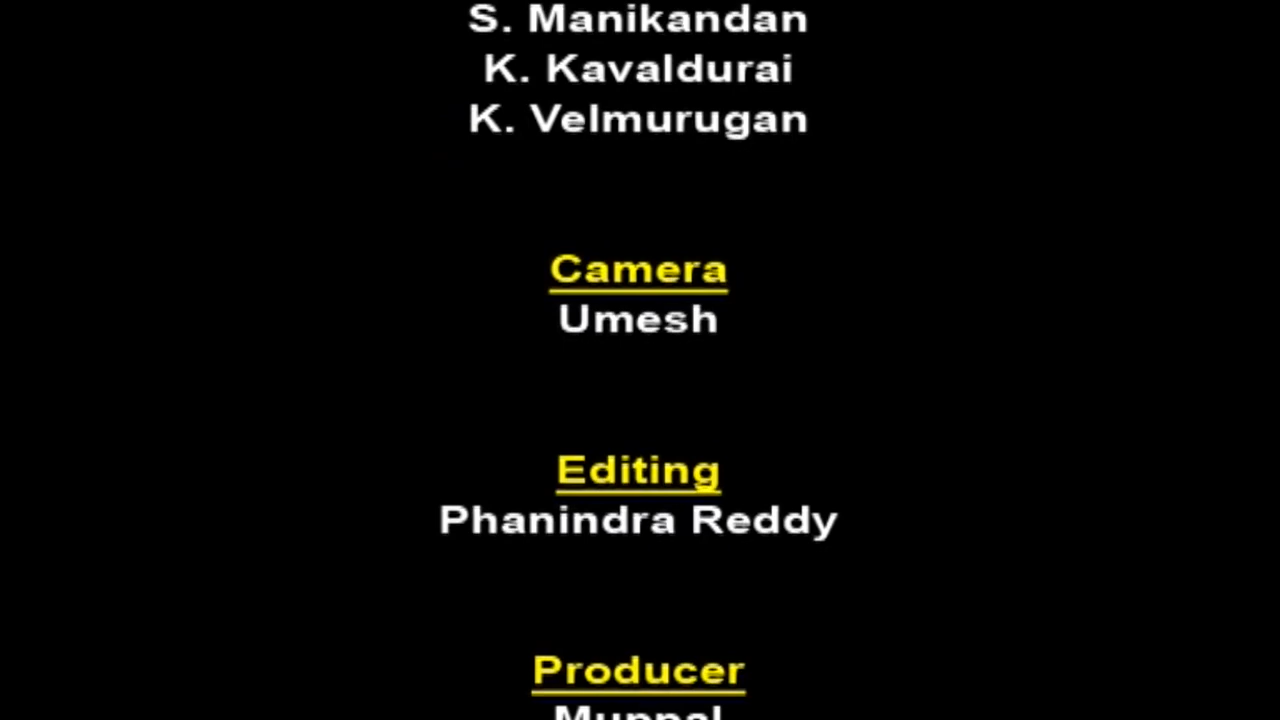 S. Manikandan
K. Kavaldurai
K. Velmurugan
Camera
Umesh
Editing
Phanindra Reddy
Producer